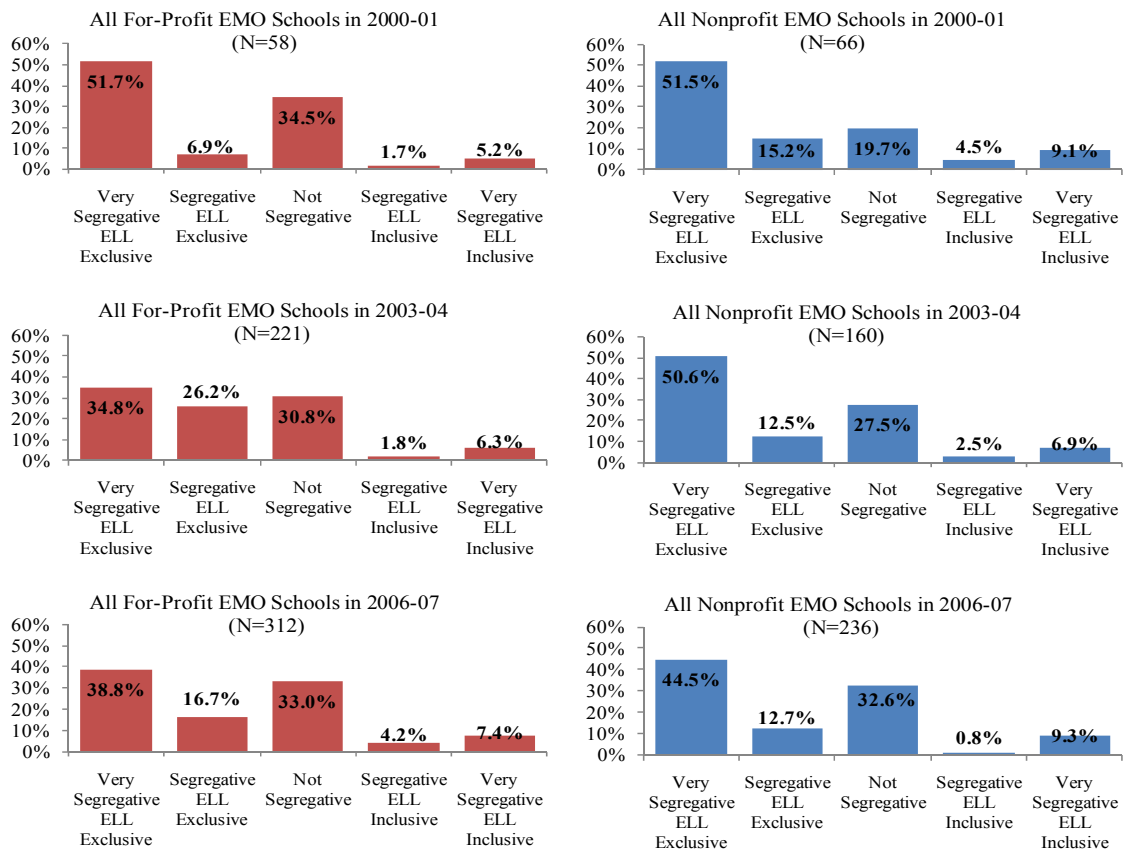 All For-Profit EMO Schools in 2000-01
(N=58)
60%
50%
40%
30%
20%
10%
0%
51.7%
6.9%
34.5%
1.7%
5.2%
Very
Segregative
ELL
Exclusive
Segregative
ELL
Exclusive
Not
Segregative
Segregative
ELL
Inclusive
Very
Segregative
ELL
Inclusive
All Nonprofit EMO Schools in 2000-01
(N=66)
60%
50%
40%
30%
20%
10%
0%
51.5%
15.2%
19.7%
4.5%
9.1%
Very
Segregative
ELL
Exclusive
Segregative
ELL
Exclusive
Not
Segregative
Segregative
ELL
Inclusive
Very
Segregative
ELL
Inclusive
All For-Profit EMO Schools in 2003-04
(N=221)
60%
50%
40%
30%
20%
10%
0%
34.8%
26.2%
30.8%
1.8%
6.3%
Very
Segregative
ELL
Exclusive
Segregative
ELL
Exclusive
Not
Segregative
Segregative
ELL
Inclusive
Very
Segregative
ELL
Inclusive
All Nonprofit EMO Schools in 2003-04
(N=160)
60%
50%
40%
30%
20%
10%
0%
50.6%
12.5%
27.5%
2.5%
6.9%
Very
Segregative
ELL
Exclusive
Segregative
ELL
Exclusive
Not
Segregative
Segregative
ELL
Inclusive
Very
Segregative
ELL
Inclusive
All For-Profit EMO Schools in 2006-07
(N=312)
60%
50%
40%
30%
20%
10%
0%
38.8%
16.7%
33.0%
4.2%
7.4%
Very
Segregative
ELL
Exclusive
Segregative
ELL
Exclusive
Not
Segregative
Segregative
ELL
Inclusive
Very
Segregative
ELL
Inclusive
All Nonprofit EMO Schools in 2006-07
(N=236)
60%
50%
40%
30%
20%
10%
0%
44.5%
12.7%
32.6%
0.8%
9.3%
Very
Segregative
ELL
Exclusive
Segregative
ELL
Exclusive
Not
Segregative
Segregative
ELL
Inclusive
Very
Segregative
ELL
Inclusive